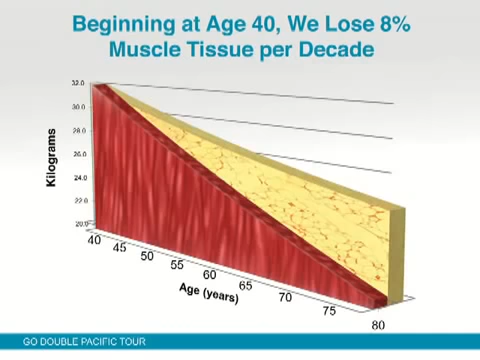 Beginning at Age 40, We Lose 8%
Muscle Tissue per Decade
32.0
30.0
28.0
26.0
24.0
22.0
20.0
Kilograms
40 45 50 55 60 65 70 75 80
Age (years)
GO DOUBLE PACIFIC TOUR